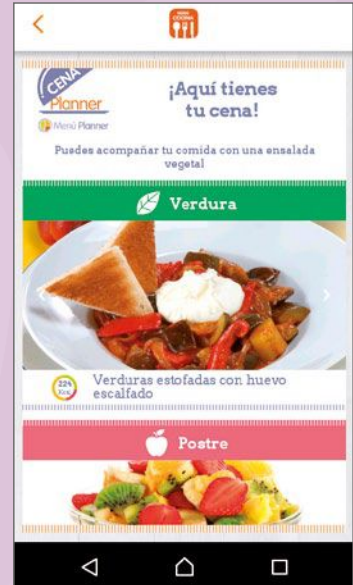 CENA
Planner
Menú Planner
¡Aquí tienes
tu cena!
Puedes acompañar tu comida con una ensalada
vegetal
Verdura
224
Kcal
Verduras estofadas con huevo
escalfado
Postre